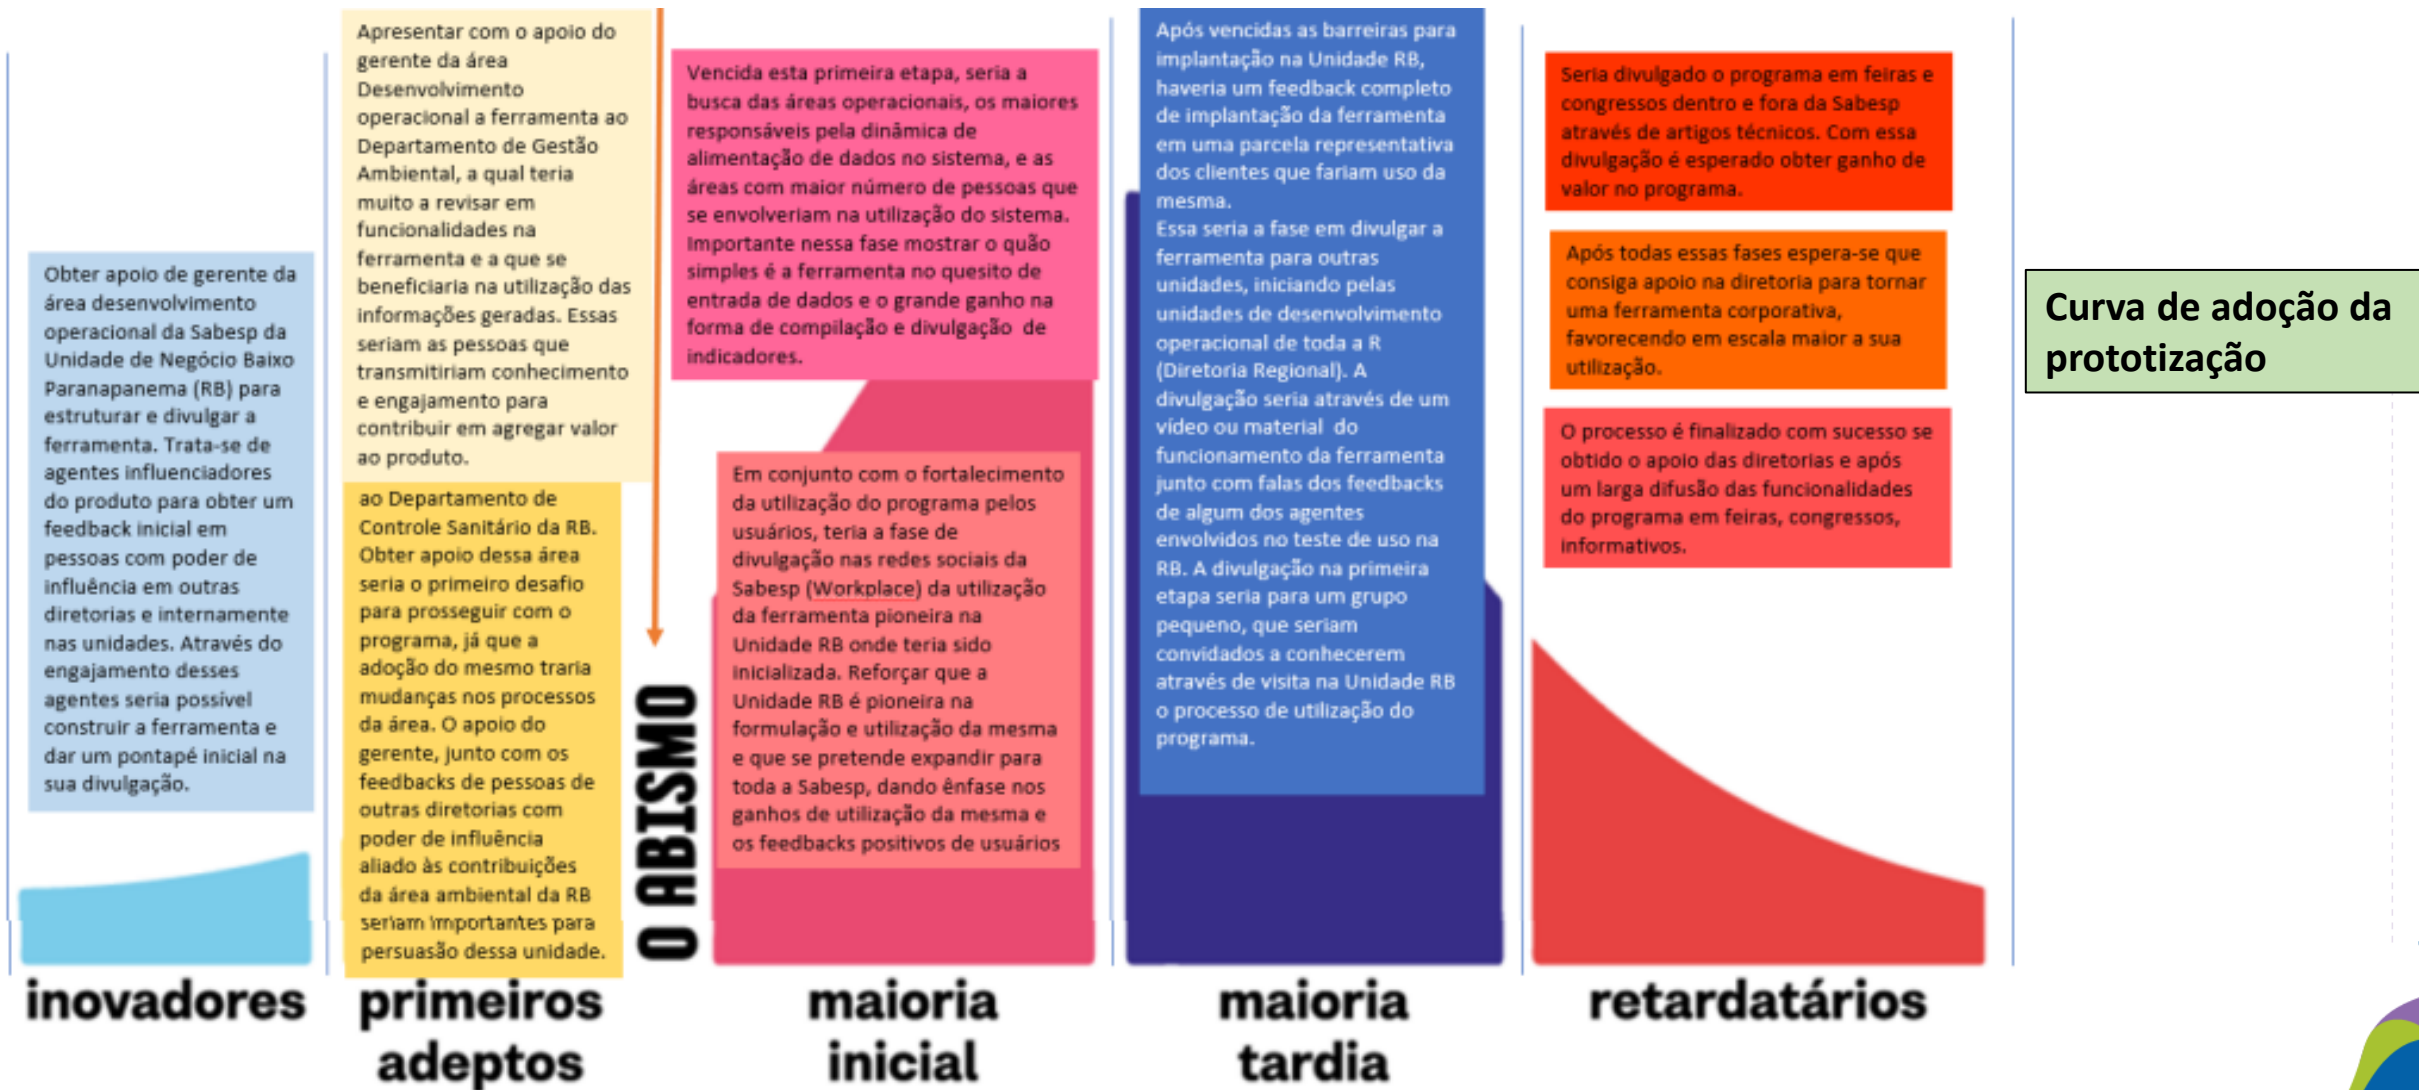 Obter apoio de gerente da
área desenvolvimento
operacional da Sabesp da
Unidade de Negócio Baixo
Paranapanema (RB) para
estruturar e divulgar a
ferramenta. Trata-se de
agentes influenciadores
do produto para obter um
feedback inicial em
pessoas com poder de
influência em outras
diretorias e internamente
nas unidades. Através do
engajamento desses
agentes seria possível
construir a ferramenta e
dar um pontapé inicial na
sua divulgação.
inovadores
Apresentar com o apoio do
gerente da área
Desenvolvimento
operacional a ferramenta ao
Departamento de Gestão
Ambiental, a qual teria
muito a revisar em
funcionalidades na
ferramenta e a que se
beneficiaria na utilização das
informações geradas. Essas
seriam as pessoas que
transmitiriam conhecimento
e engajamento para
contribuir em agregar valor
ao produto.
ao Departamento de
Controle Sanitário da RB.
Obter apoio dessa área
seria o primeiro desafio
para prosseguir com o
programa, já que a
adoção do mesmo traria
mudanças nos processos
da área. O apoio do
gerente, junto com os
feedbacks de pessoas de
outras diretorias com
poder de influência
aliado às contribuições
da área ambiental da RB
seriam importantes para
persuasão dessa unidade.
primeiros
adeptos
O ABISMO
Vencida esta primeira etapa, seria a
busca das áreas operacionais, os maiores
responsáveis pela dinâmica de
alimentação de dados no sistema, e as
áreas com maior número de pessoas que
se envolveriam na utilização do sistema.
Importante nessa fase mostrar o quão
simples é a ferramenta no quesito de
entrada de dados e o grande ganho na
forma de compilação e divulgação de
indicadores.
Em conjunto com o fortalecimento
da utilização do programa pelos
usuários, teria a fase de
divulgação nas redes sociais da
Sabesp (Workplace) da utilização
da ferramenta pioneira na
Unidade RB onde teria sido
inicializada. Reforçar que a
Unidade RB é pioneira na
formulação e utilização da mesma
e que se pretende expandir para
toda a Sabesp, dando ênfase nos
ganhos de utilização da mesma e
os feedbacks positivos de usuários
maioria
inicial
Após vencidas as barreiras para
implantação na Unidade RB,
haveria um feedback completo
de implantação da ferramenta
em uma parcela representativa
dos clientes que fariam uso da
mesma.
Essa seria a fase em divulgar a
ferramenta para outras
unidades, iniciando pelas
unidades de desenvolvimento
operacional de toda a R
(Diretoria Regional). A
divulgação seria através de um
vídeo ou material do
funcionamento da ferramenta
junto com falas dos feedbacks
de algum dos agentes
envolvidos no teste de uso na
RB. A divulgação na primeira
etapa seria para um grupo
pequeno, que seriam
convidados a conhecerem
através de visita na Unidade RB
o processo de utilização do
programa.
maioria
tardia
Seria divulgado o programa em feiras e
congressos dentro e fora da Sabesp
através de artigos técnicos. Com essa
divulgação é esperado obter ganho de
valor no programa.
Após todas essas fases espera-se que
consiga apoio na diretoria para tornar
uma ferramenta corporativa,
favorecendo em escala maior a sua
utilização.
O processo é finalizado com sucesso se
obtido o apoio das diretorias e após
um larga difusão das funcionalidades
do programa em feiras, congressos,
informativos.
retardatários
Curva de adoção da
prototização